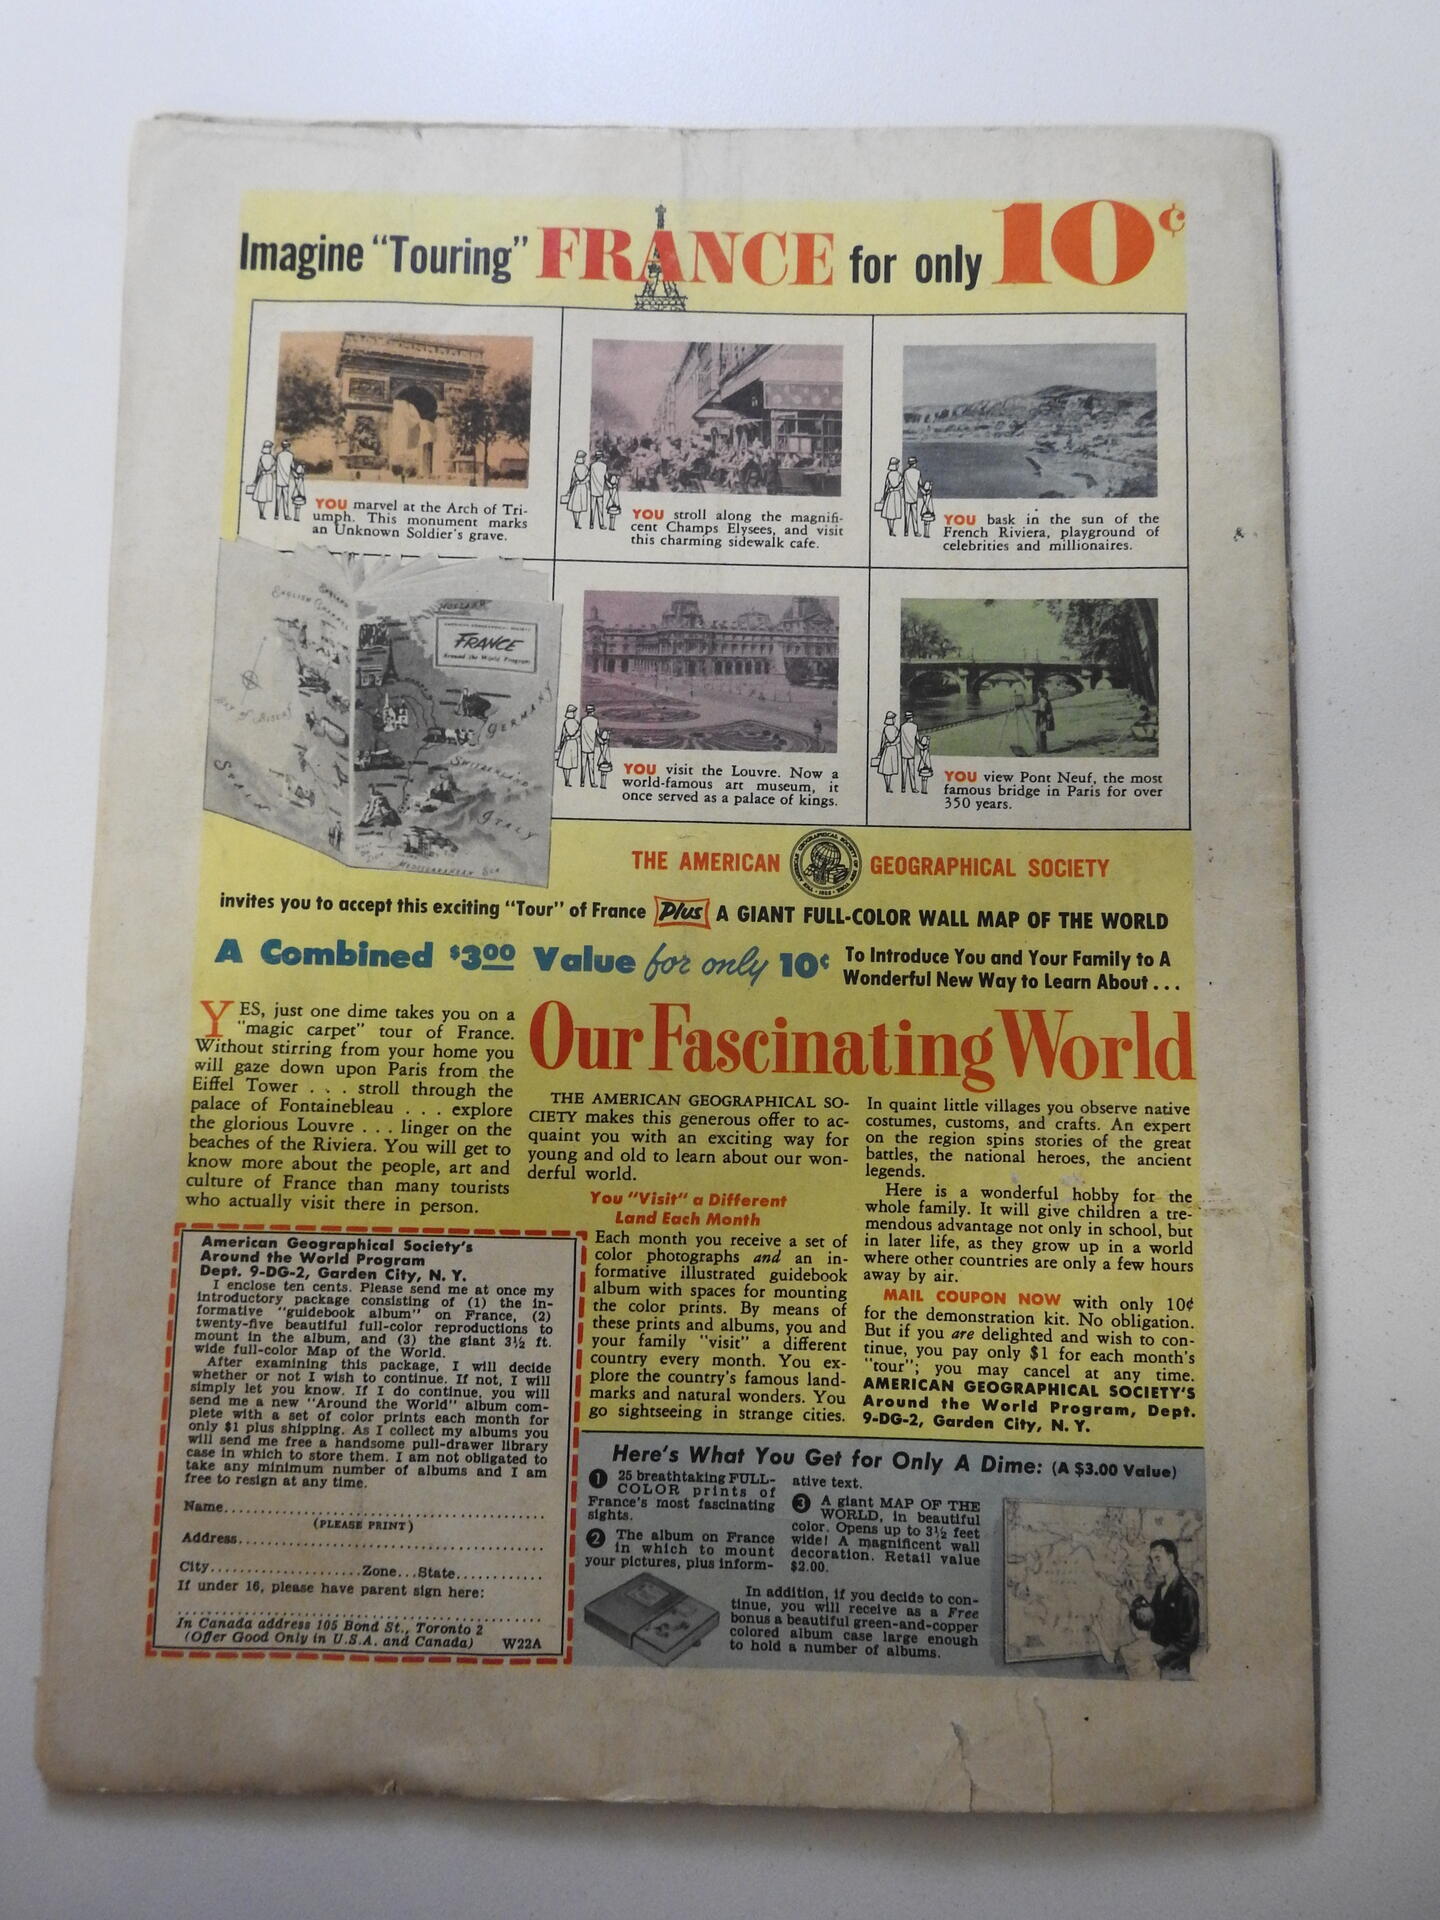 Imagine "Touring" FRANCE for only 10¢
YOU marvel at the Arch of Tri-
umph. This monument marks
an Unknown Soldier's grave.
YOU stroll along the magnifi-
cent Champs Elysees, and visit
this charming sidewalk cafe.
YOU bask in the sun of the
French Riviera, playground of
celebrities and millionaires.
ENGLISH CHANNEL
HOLLAND
AMERICAN GEOGRAPHICAL SOCIETY
FRANCE
Around the World Program
BAY OF BISCAY
GERMANY
SWITZERLAND
SPAIN
ITALY
MEDITERRANEAN SEA
YOU visit the Louvre. Now a
world-famous art museum, it
once served as a palace of kings.
YOU view Pont Neuf, the most
famous bridge in Paris for over
350 years.
THE AMERICAN GEOGRAPHICAL SOCIETY
invites you to accept this exciting "Tour" of France Plus A GIANT FULL-COLOR WALL MAP OF THE WORLD
A Combined $3.00 Value for only 10¢ To Introduce You and Your Family to A
Wonderful New Way to Learn About . . .
YES, just one dime takes you on a
"magic carpet" tour of France.
Without stirring from your home you
will gaze down upon Paris from the
Eiffel Tower . . . stroll through the
palace of Fontainebleau . . . explore
the glorious Louvre . . . linger on the
beaches of the Riviera. You will get to
know more about the people, art and
culture of France than many tourists
who actually visit there in person.
Our Fascinating World
THE AMERICAN GEOGRAPHICAL SO-
CIETY makes this generous offer to ac-
quaint you with an exciting way for
young and old to learn about our won-
derful world.
You "Visit" a Different
Land Each Month
Each month you receive a set of
color photographs and an in-
formative illustrated guidebook
album with spaces for mounting
the color prints. By means of
these prints and albums, you and
your family "visit" a different
country every month. You ex-
plore the country's famous land-
marks and natural wonders. You
go sightseeing in strange cities.
In quaint little villages you observe native
costumes, customs, and crafts. An expert
on the region spins stories of the great
battles, the national heroes, the ancient
legends.
Here is a wonderful hobby for the
whole family. It will give children a tre-
mendous advantage not only in school, but
in later life, as they grow up in a world
where other countries are only a few hours
away by air.
MAIL COUPON NOW with only 10¢
for the demonstration kit. No obligation.
But if you are delighted and wish to con-
tinue, you pay only $1 for each month's
"tour"; you may cancel at any time.
AMERICAN GEOGRAPHICAL SOCIETY'S
Around the World Program, Dept.
9-DG-2, Garden City, N. Y.
American Geographical Society's
Around the World Program
Dept. 9-DG-2, Garden City, N. Y.
I enclose ten cents. Please send me at once my
introductory package consisting of (1) the in-
formative "guidebook album" on France, (2)
twenty-five beautiful full-color reproductions to
mount in the album, and (3) the giant 3½ ft.
wide full-color Map of the World.
After examining this package, I will decide
whether or not I wish to continue. If not, I will
simply let you know. If I do continue, you will
send me a new "Around the World" album com-
plete with a set of color prints each month for
only $1 plus shipping. As I collect my albums you
will send me free a handsome pull-drawer library
case in which to store them. I am not obligated to
take any minimum number of albums and I am
free to resign at any time.
Name..........................................
(PLEASE PRINT)
Address.......................................
City.....................Zone...State............
If under 16, please have parent sign here:
..............................................
In Canada address 105 Bond St., Toronto 2
(Offer Good Only in U.S.A. and Canada) W22A
Here's What You Get for Only A Dime: (A $3.00 Value)
1 25 breathtaking FULL-
COLOR prints of
France's most fascinating
sights.
2 The album on France
in which to mount
your pictures, plus inform-
ative text.
3 A giant MAP OF THE
WORLD, in beautiful
color. Opens up to 3½ feet
wide! A magnificent wall
decoration. Retail value
$2.00.
In addition, if you decide to con-
tinue, you will receive as a Free
bonus a beautiful green-and-copper
colored album case large enough
to hold a number of albums.